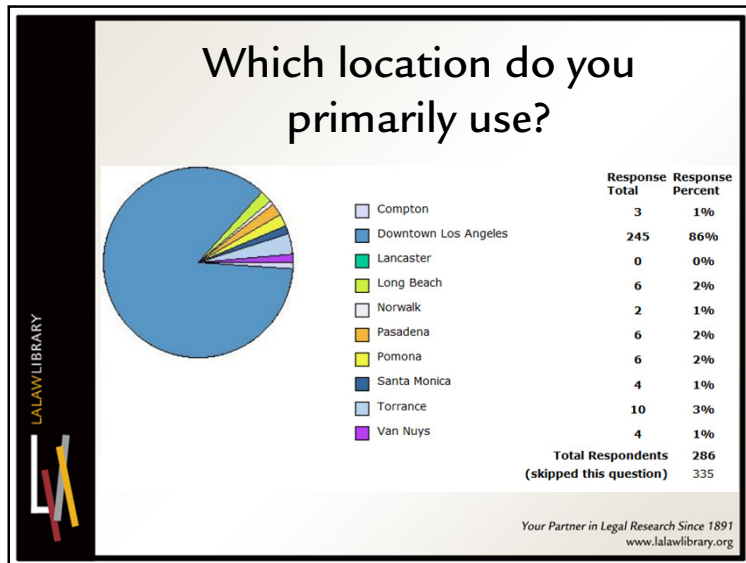 Which location do you
primarily use?
Response Response
Total Percent
Compton 3 1%
Downtown Los Angeles 245 86%
Lancaster 0 0%
Long Beach 6 2%
Norwalk 2 1%
Pasadena 6 2%
Pomona 6 2%
Santa Monica 4 1%
Torrance 10 3%
Van Nuys 4 1%
Total Respondents 286
(skipped this question) 335
LALAWLIBRARY
Your Partner in Legal Research Since 1891
www.lalawlibrary.org